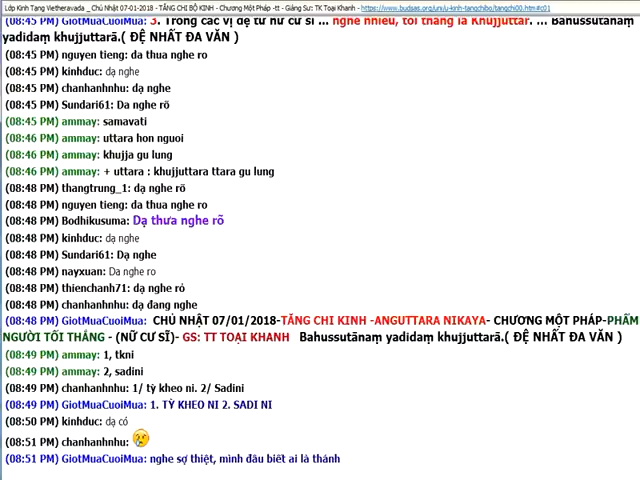 Lớp Kinh Tạng Vietheravada _ Chủ Nhật 07-01-2018 - TĂNG CHI BỘ KINH - Chương Một Pháp -tt - Giảng Sư: TK Toại Khanh - https://www.budsas.org/uni/u-kinh-tangchibo/tangchi00.htm#c01
(08:45 PM) GiotMuaCuoiMua: 3. Trong các vị đệ tử nữ cư sĩ ... nghe nhiều, tối thắng là Khujjuttar. ... Bahussutānaṃ
yadidaṃ khujjuttarā.( ĐỆ NHẤT ĐA VĂN )
(08:45 PM) nguyen tieng: da thua nghe ro
(08:45 PM) kinhduc: dạ nghe
(08:45 PM) chanhanhnhu: dạ nghe
(08:45 PM) Sundari61: Dạ nghe rõ
(08:45 PM) ammay: samavati
(08:46 PM) ammay: uttara hon nguoi
(08:46 PM) ammay: khujja gu lung
(08:46 PM) ammay: + uttara : khujjuttara ttara gu lung
(08:48 PM) thangtrung_1: dạ nghe rõ
(08:48 PM) nguyen tieng: da thua nghe ro
(08:48 PM) Bodhikusuma: Dạ thưa nghe rõ
(08:48 PM) kinhduc: dạ nghe
(08:48 PM) Sundari61: Dạ nghe
(08:48 PM) nayxuan: Da nghe ro
(08:48 PM) thienchanh71: dạ nghe rỏ
(08:48 PM) chanhanhnhu: dạ đang nghe
(08:48 PM) GiotMuaCuoiMua: CHỦ NHẬT 07/01/2018-TĂNG CHI KINH -ANGUTTARA NIKAYA- CHƯƠNG MỘT PHÁP-PHẨM
NGƯỜI TỐI THẮNG - (NỮ CƯ SĨ)- GS: TT TOẠI KHANH Bahussutānaṃ yadidaṃ khujjuttarā.( ĐỆ NHẤT ĐA VĂN )
(08:49 PM) ammay: 1, tkni
(08:49 PM) ammay: 2, sadini
(08:49 PM) chanhanhnhu: 1/ tỳ kheo ni. 2/ Sadini
(08:49 PM) GiotMuaCuoiMua: 1. TỲ KHEO NI 2. SADI NI
(08:50 PM) kinhduc: dạ có
(08:51 PM) chanhanhnhu:
(08:51 PM) GiotMuaCuoiMua: nghe sợ thiệt, mình đâu biết ai là thánh